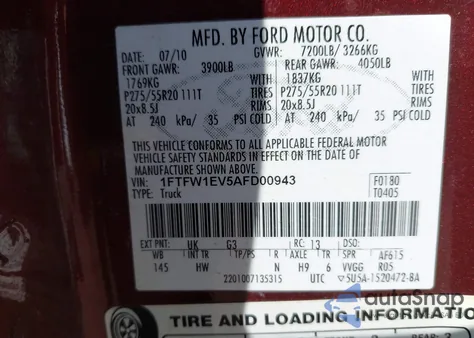 MFD. BY FORD MOTOR CO.
DATE: 07/10 GVWR: 7200LB/ 3266KG
FRONT GAWR: 3900LB REAR GAWR: 4050LB
1769KG WITH 1837KG WITH
P275/55R20 111T TIRES P275/55R20 111T TIRES
20x8.5J RIMS 20x8.5J RIMS
AT 240 kPa/ 35 PSI COLD AT 240 kPa/ 35 PSI COLD
THIS VEHICLE CONFORMS TO ALL APPLICABLE FEDERAL MOTOR
VEHICLE SAFETY STANDARDS IN EFFECT ON THE DATE OF
MANUFACTURE SHOWN ABOVE.
VIN: 1FTFW1EV5AFD00943 F0180
TYPE: Truck T0405
EXT PNT: UK G3 RC: 13 DSO:
WB INT TR TP/PS R AXLE TR SPR AF615
145 HW N H9 6 VVGG R05
2201007135315 UTC 5U5A-1520472-BA
AutoSnap
TIRE AND LOADING INFORMATIO